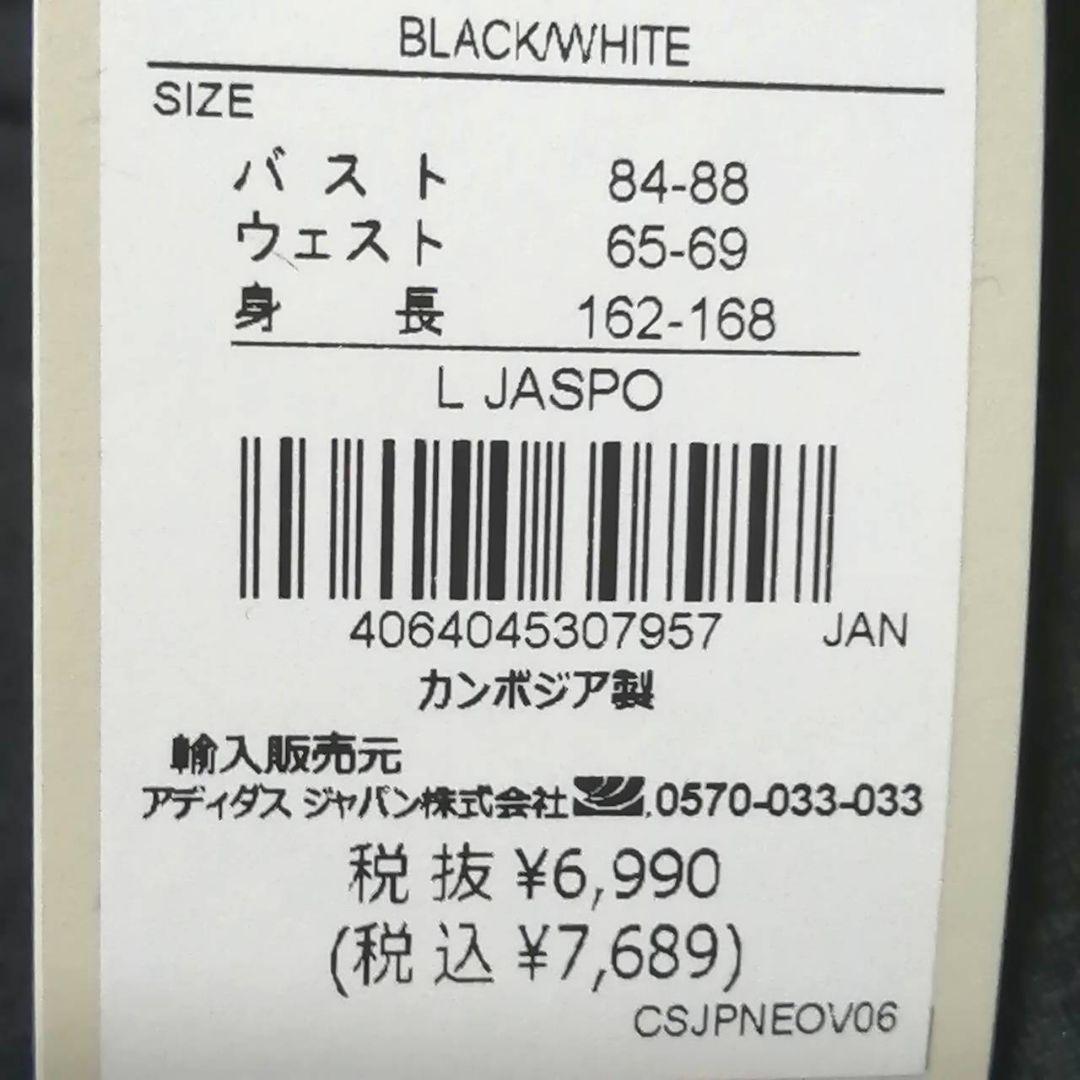 BLACK/WHITE
SIZE
バスト 84-88
ウェスト 65-69
身長 162-168
L JASPO
4064045307957 JAN
カンボジア製
輸入販売元
アディダス ジャパン株式会社 0570-033-033
税抜 ¥6,990
(税込 ¥7,689)
CSJPNEOV06